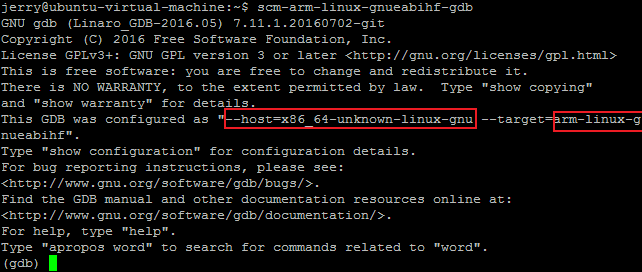 jerry@ubuntu-virtual-machine:~$ scm-arm-linux-gnueabihf-gdb
GNU gdb (Linaro_GDB-2016.05) 7.11.1.20160702-git
Copyright (C) 2016 Free Software Foundation, Inc.
License GPLv3+: GNU GPL version 3 or later <http://gnu.org/licenses/gpl.html>
This is free software: you are free to change and redistribute it.
There is NO WARRANTY, to the extent permitted by law.  Type "show copying"
and "show warranty" for details.
This GDB was configured as "--host=x86_64-unknown-linux-gnu --target=arm-linux-g
nueabihf".
Type "show configuration" for configuration details.
For bug reporting instructions, please see:
<http://www.gnu.org/software/gdb/bugs/>.
Find the GDB manual and other documentation resources online at:
<http://www.gnu.org/software/gdb/documentation/>.
For help, type "help".
Type "apropos word" to search for commands related to "word".
(gdb)